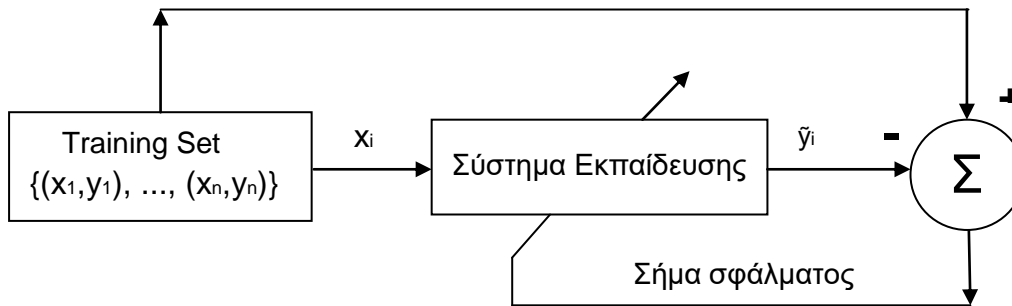 Training Set
{(x₁,y₁), ..., (xₙ,yₙ)}
xᵢ
Σύστημα Εκπαίδευσης
ỹᵢ
-
+
Σ
Σήμα σφάλματος